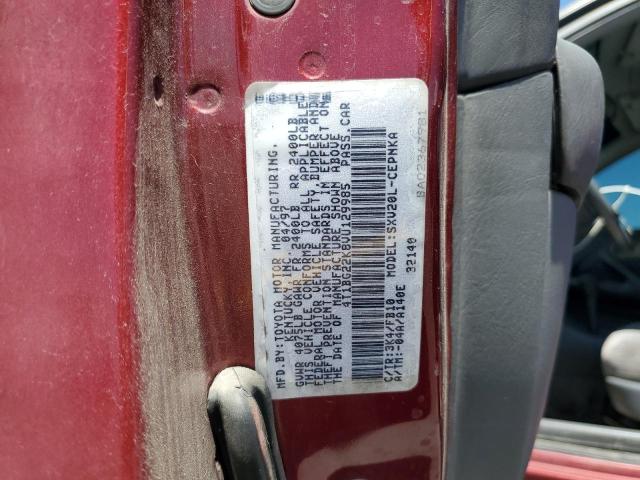 MFD.BY:TOYOTA MOTOR MANUFACTURING,
KENTUCKY,INC. 04/97
GVWR 4075LB GAWR FR 2400LB RR 2400LB
THIS VEHICLE CONFORMS TO ALL APPLICABLE
FEDERAL MOTOR VEHICLE SAFETY,BUMPER AND
THEFT PREVENTION STANDARDS IN EFFECT ON
THE DATE OF MANUFACTURE SHOWN ABOVE.
4T1BG22K8VU129985 PASS.CAR
C/TR:3K4/FB10 MODEL:SXV20L-CEPNKA
A/TM:-04A/A140E 32140
BA02367981